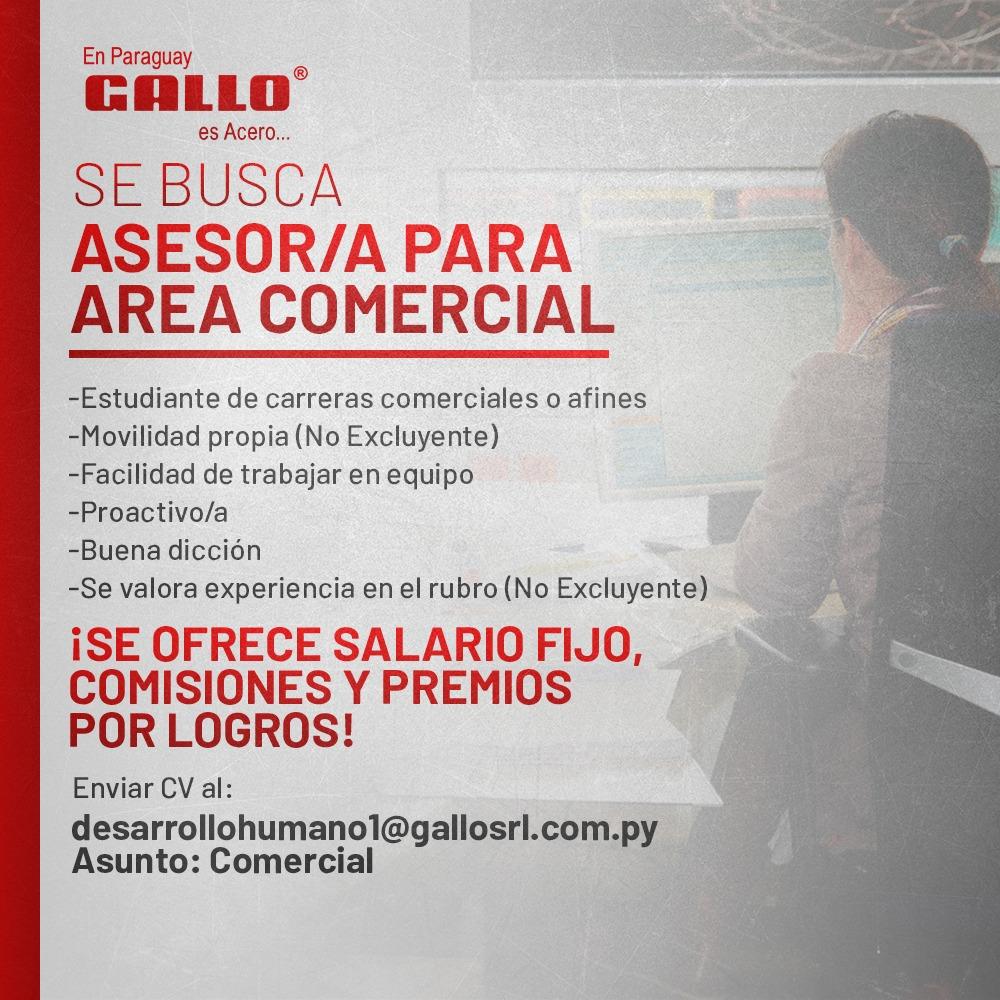 En Paraguay
GALLO®
es Acero...
SE BUSCA
ASESOR/A PARA
AREA COMERCIAL
-Estudiante de carreras comerciales o afines
-Movilidad propia (No Excluyente)
-Facilidad de trabajar en equipo
-Proactivo/a
-Buena dicción
-Se valora experiencia en el rubro (No Excluyente)
¡SE OFRECE SALARIO FIJO,
COMISIONES Y PREMIOS
POR LOGROS!
Enviar CV al:
desarrollohumano1@gallosrl.com.py
Asunto: Comercial